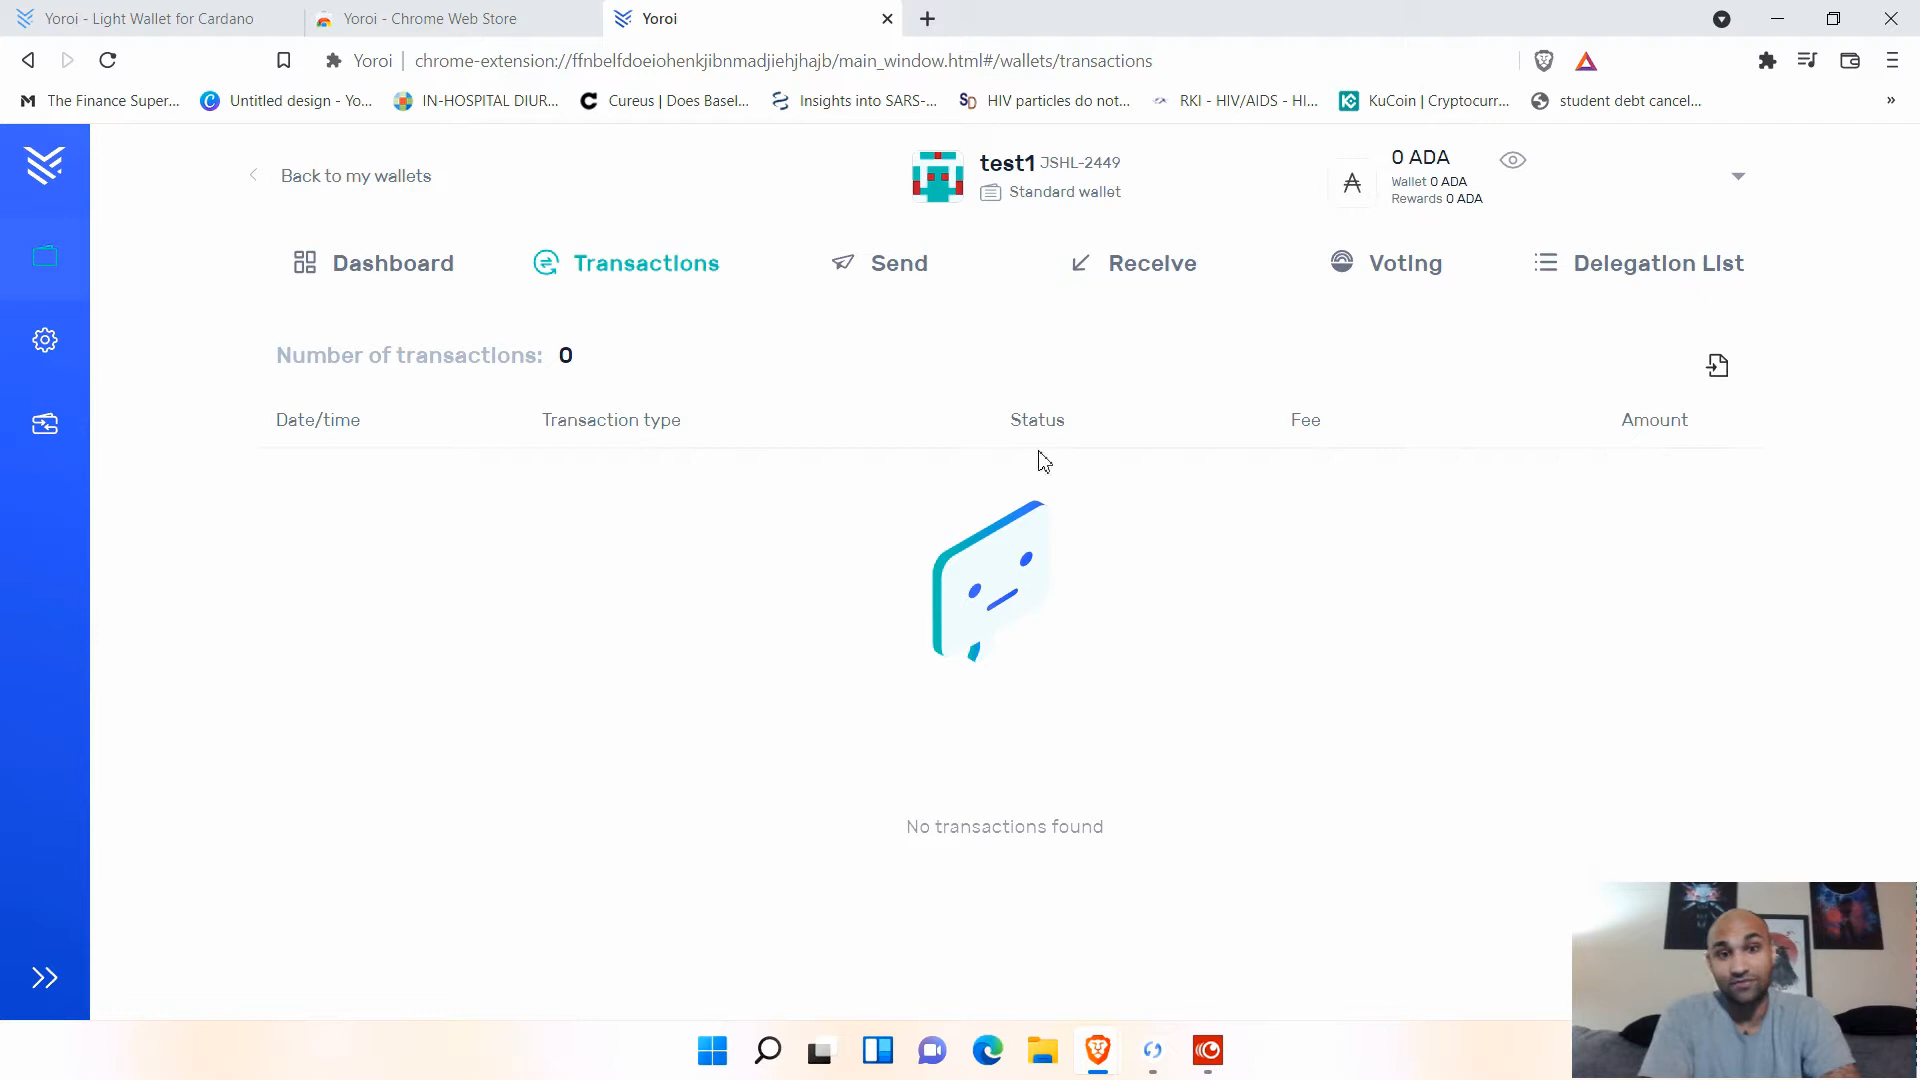 Yoroi - Light Wallet for Cardano
Yoroi - Chrome Web Store
Yoroi
Yoroi | chrome-extension://ffnbelfdoeiohenkjibnmadjiehjhajb/main_window.html#/wallets/transactions
The Finance Super...
Untitled design - Yo...
IN-HOSPITAL DIUR...
Cureus | Does Basel...
Insights into SARS-...
HIV particles do not...
RKI - HIV/AIDS - HI...
KuCoin | Cryptocurr...
student debt cancel...
Back to my wallets
test1 JSHL-2449
Standard wallet
0 ADA
Wallet 0 ADA
Rewards 0 ADA
Dashboard
Transactions
Send
Receive
Voting
Delegation List
Number of transactions: 0
Date/time
Transaction type
Status
Fee
Amount
No transactions found